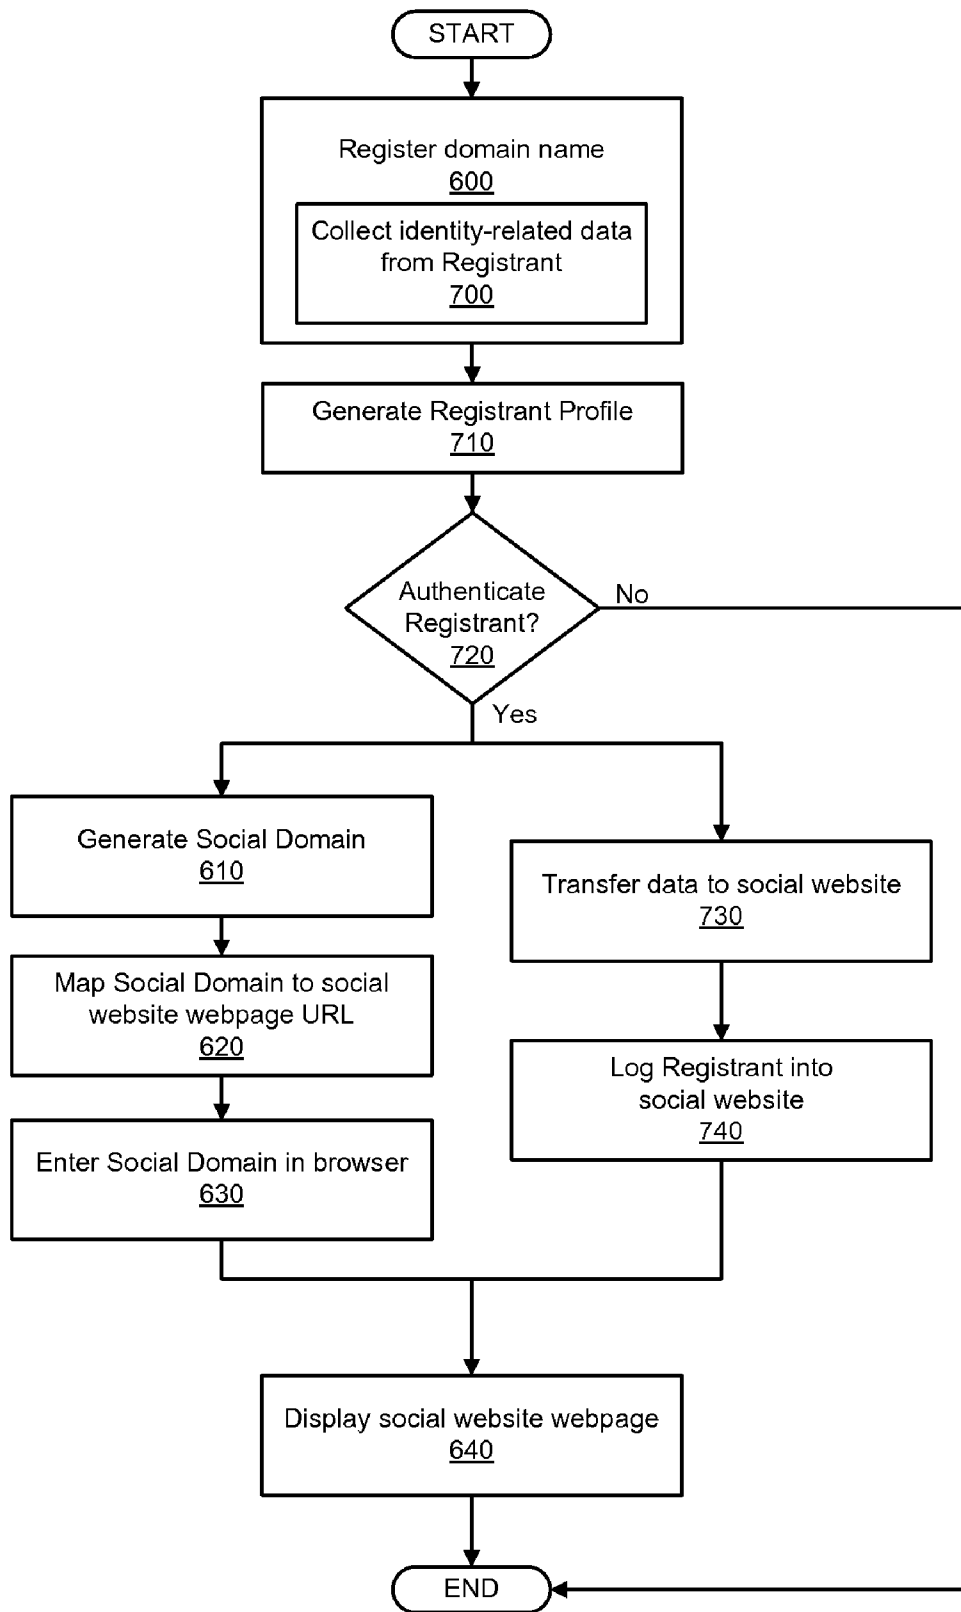 START
Register domain name
600
Collect identity-related data
from Registrant
700
Generate Registrant Profile
710
Authenticate
Registrant?
720
No
Yes
Generate Social Domain
610
Map Social Domain to social
website webpage URL
620
Enter Social Domain in browser
630
Transfer data to social website
730
Log Registrant into
social website
740
Display social website webpage
640
END